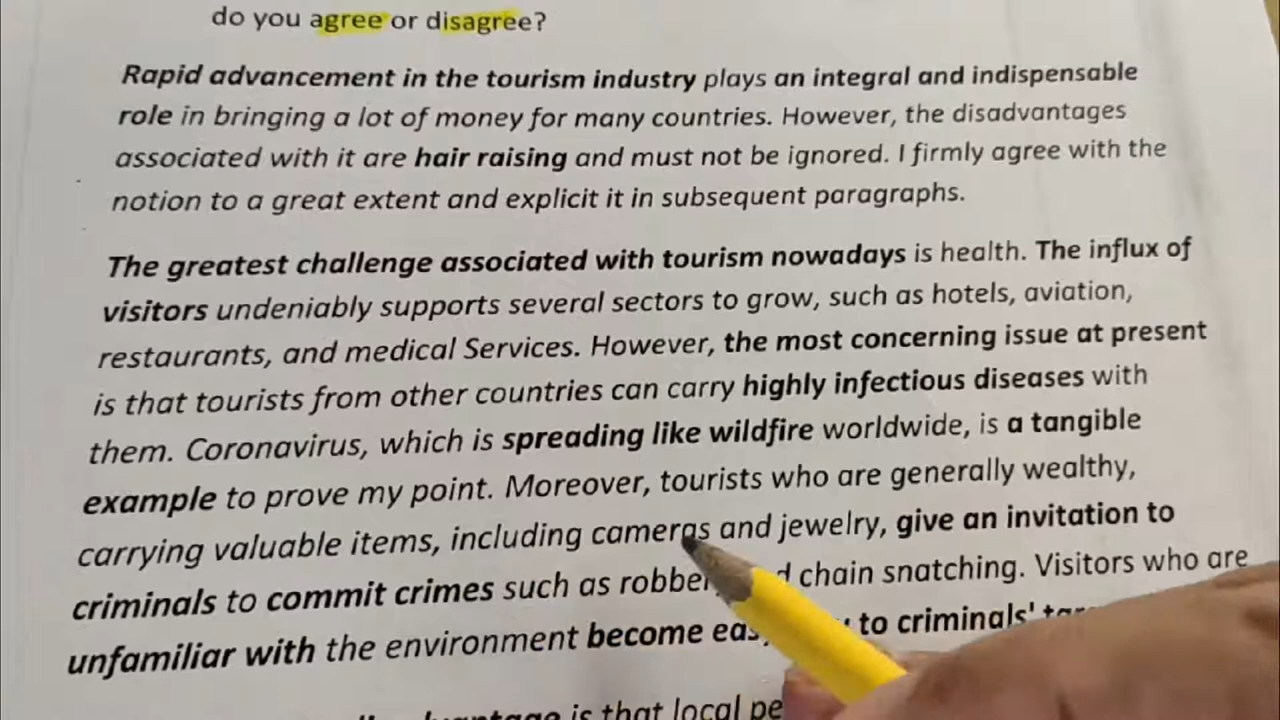 do you agree or disagree?
Rapid advancement in the tourism industry plays an integral and indispensable
role in bringing a lot of money for many countries. However, the disadvantages
associated with it are hair raising and must not be ignored. I firmly agree with the
notion to a great extent and explicit it in subsequent paragraphs.
The greatest challenge associated with tourism nowadays is health. The influx of
visitors undeniably supports several sectors to grow, such as hotels, aviation,
restaurants, and medical Services. However, the most concerning issue at present
is that tourists from other countries can carry highly infectious diseases with
them. Coronavirus, which is spreading like wildfire worldwide, is a tangible
example to prove my point. Moreover, tourists who are generally wealthy,
carrying valuable items, including cameras and jewelry, give an invitation to
criminals to commit crimes such as chain snatching. Visitors who are
unfamiliar with the environment become to criminals'
is that local